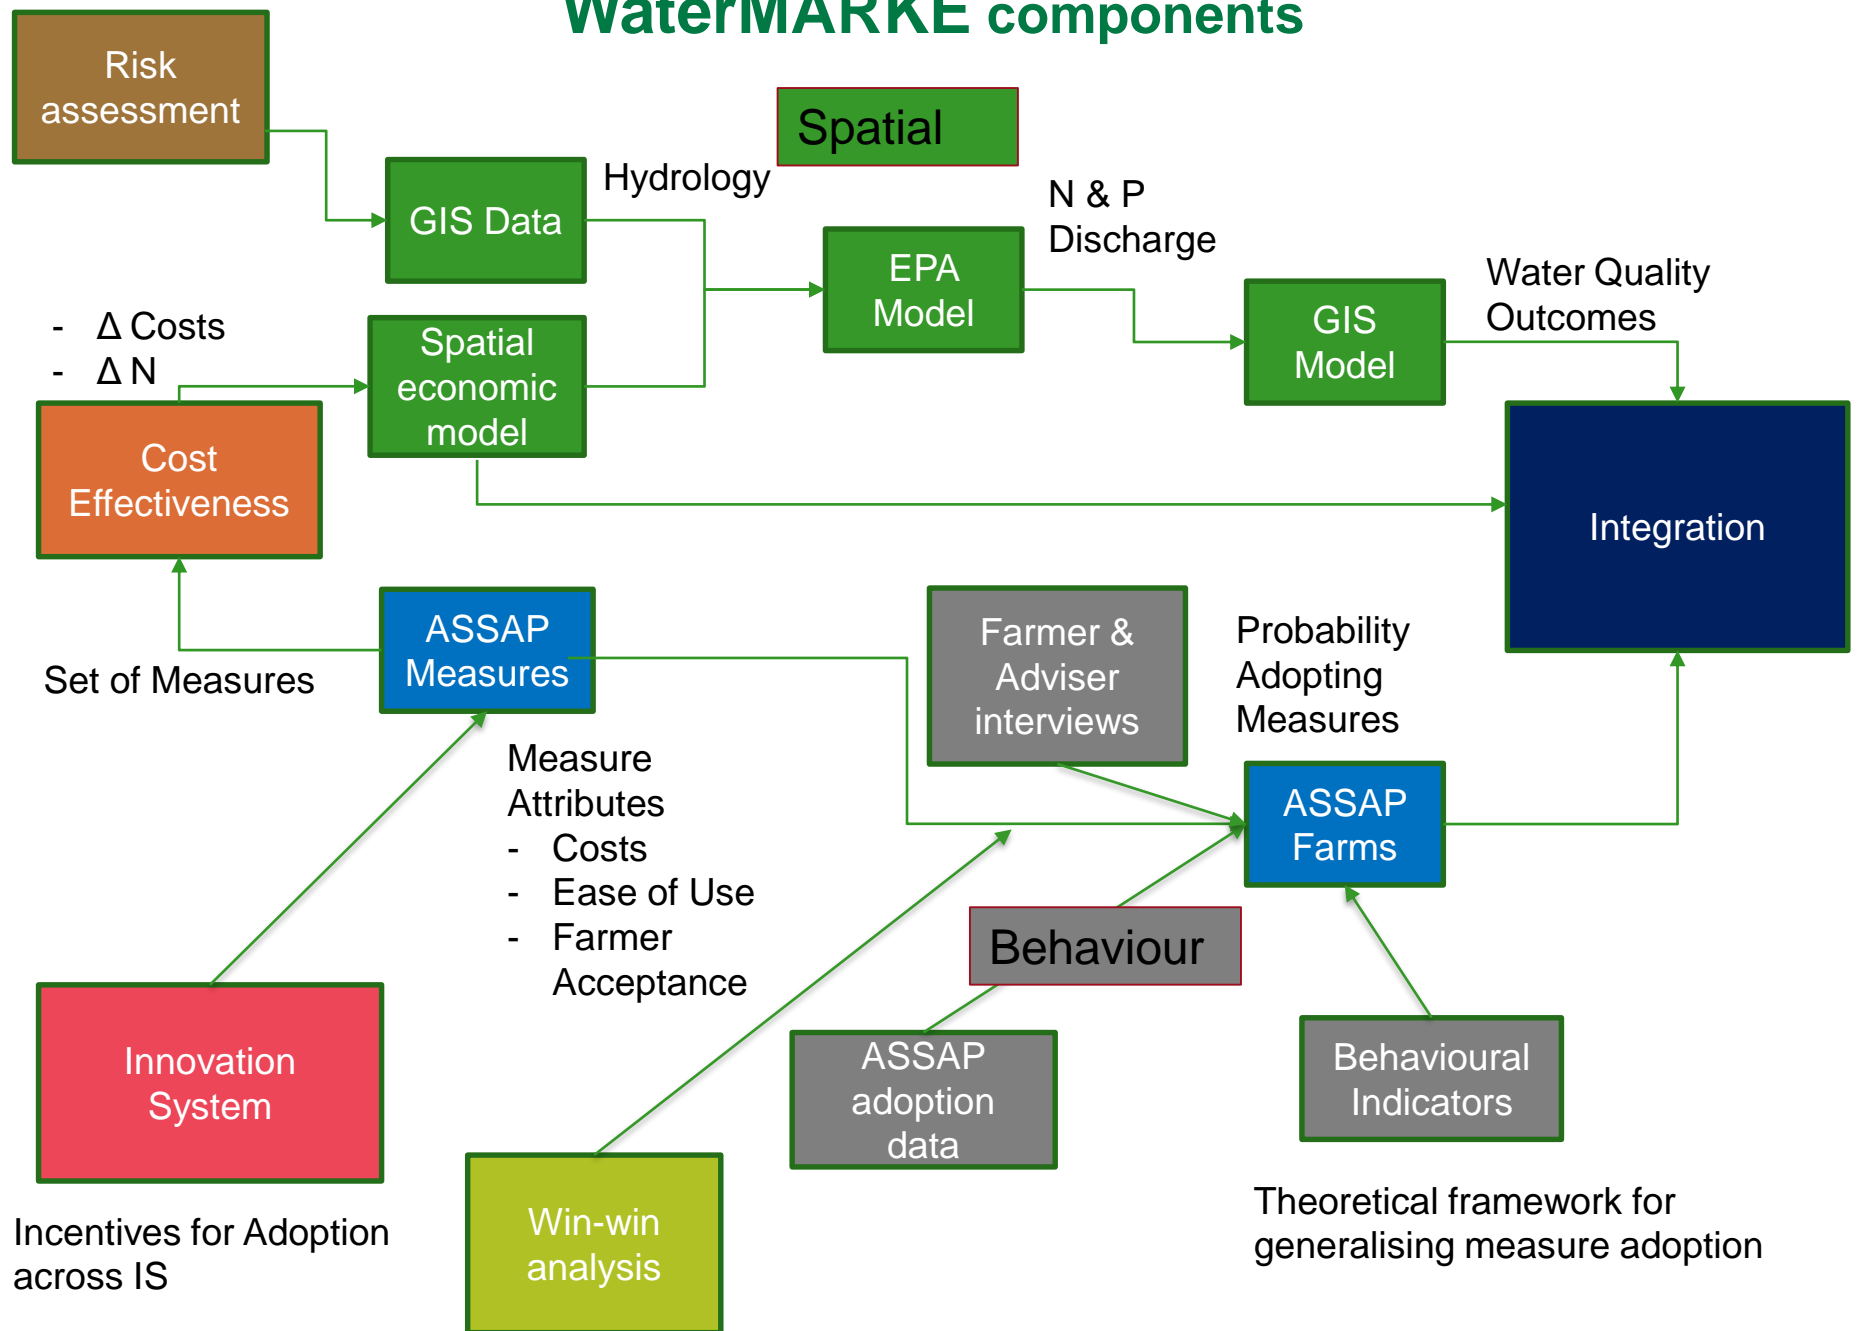 WaterMARKE components
Risk
assessment
Spatial
GIS Data
Hydrology
N & P
Discharge
EPA
Model
Water Quality
Outcomes
GIS
Model
- Δ Costs
- Δ N
Spatial
economic
model
Cost
Effectiveness
Integration
ASSAP
Measures
Set of Measures
Farmer &
Adviser
interviews
Probability
Adopting
Measures
Measure
Attributes
- Costs
- Ease of Use
- Farmer
Acceptance
ASSAP
Farms
Behaviour
Innovation
System
ASSAP
adoption
data
Behavioural
Indicators
Incentives for Adoption
across IS
Win-win
analysis
Theoretical framework for
generalising measure adoption